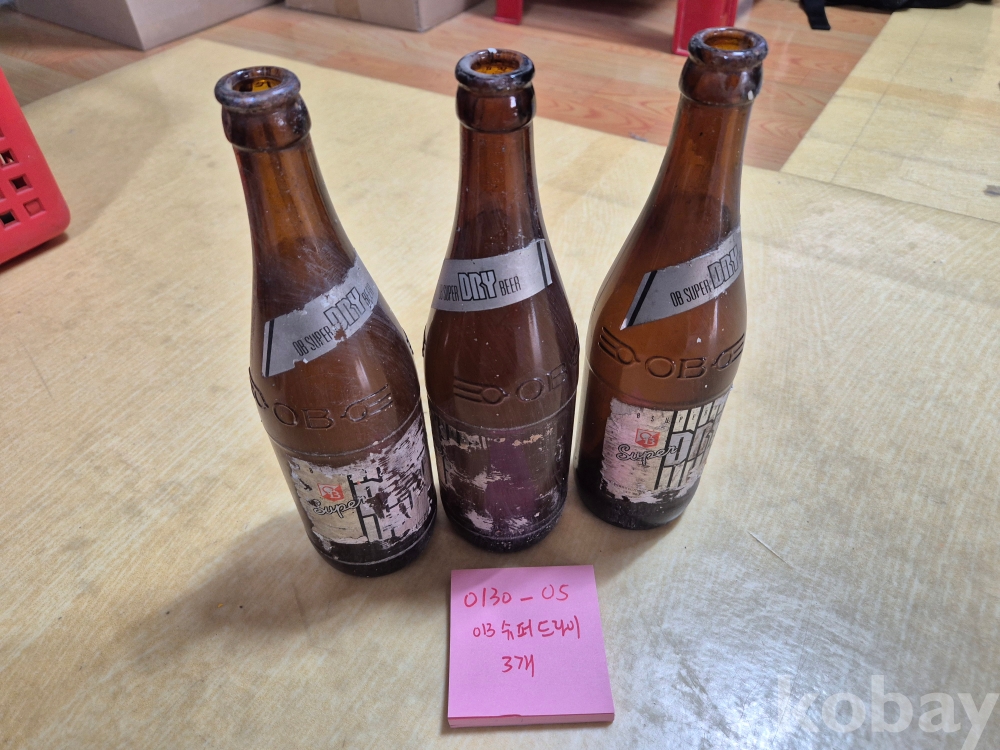 OB SUPER DRY
OB
OB
Super
SUPER DRY BEER
OB
OB SUPER DRY
OB
OB
Super
0130-05
OB 슈퍼드라이
3개
kobay